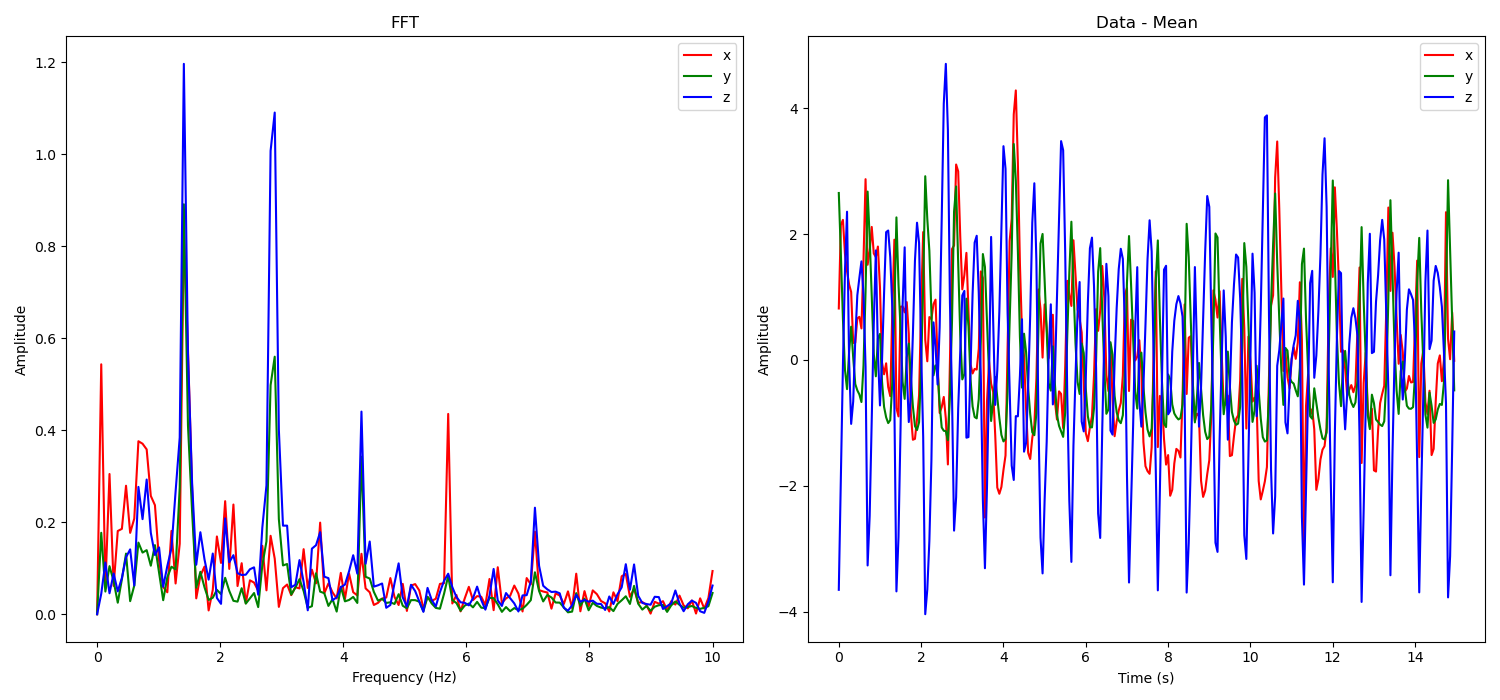 FFT
Amplitude
1.2
1.0
0.8
0.6
0.4
0.2
0.0
0 2 4 6 8 10
Frequency (Hz)
x
y
z
Data - Mean
Amplitude
4
2
0
−2
−4
0 2 4 6 8 10 12 14
Time (s)
x
y
z